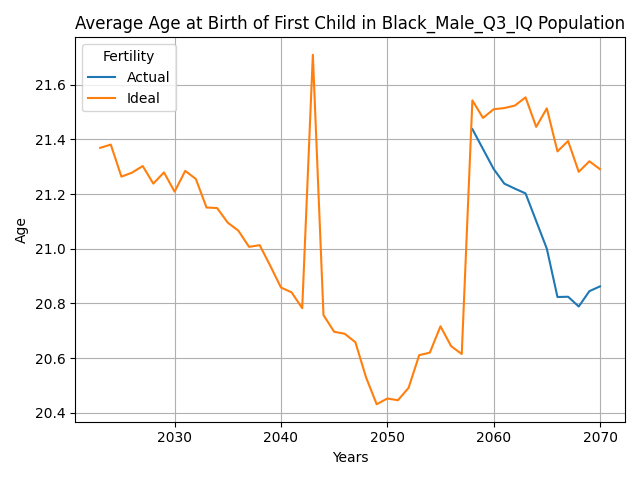 Average Age at Birth of First Child in Black_Male_Q3_IQ Population
Fertility
Actual
Ideal
21.6
21.4
21.2
21.0
20.8
20.6
20.4
Age
2030 2040 2050 2060 2070
Years